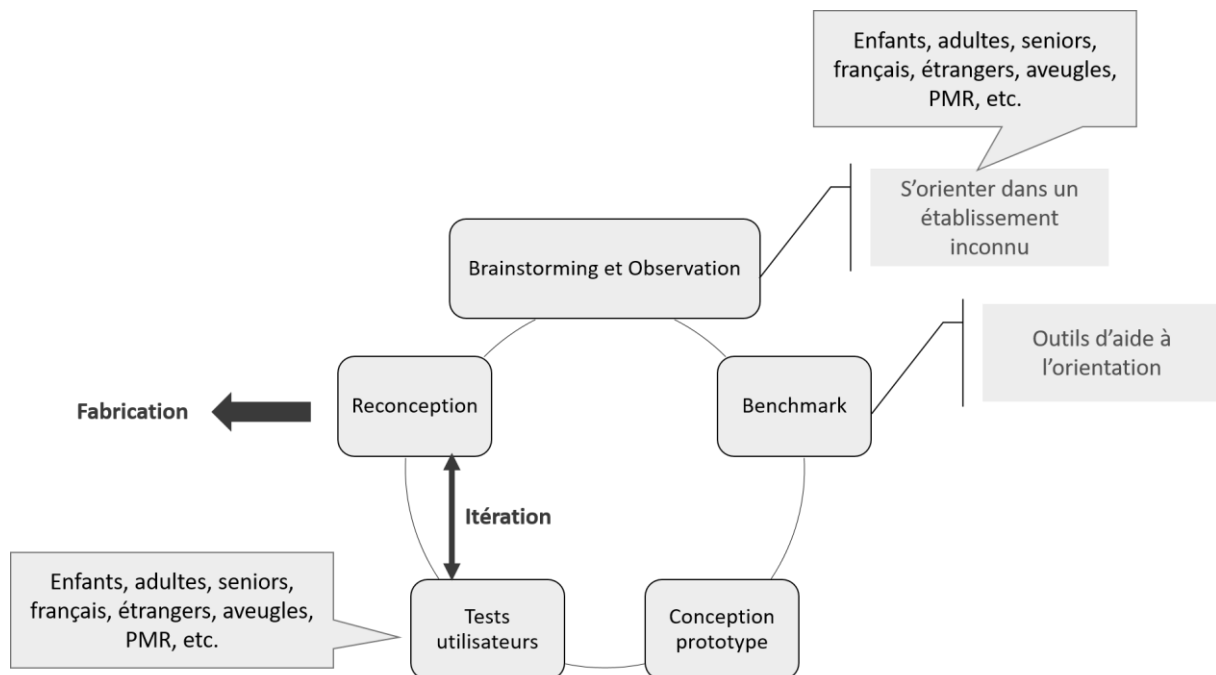 Enfants, adultes, seniors,
français, étrangers, aveugles,
PMR, etc.
S’orienter dans un
établissement
inconnu
Brainstorming et Observation
Outils d’aide à
l’orientation
Benchmark
Reconception
Fabrication
Itération
Enfants, adultes, seniors,
français, étrangers, aveugles,
PMR, etc.
Tests
utilisateurs
Conception
prototype